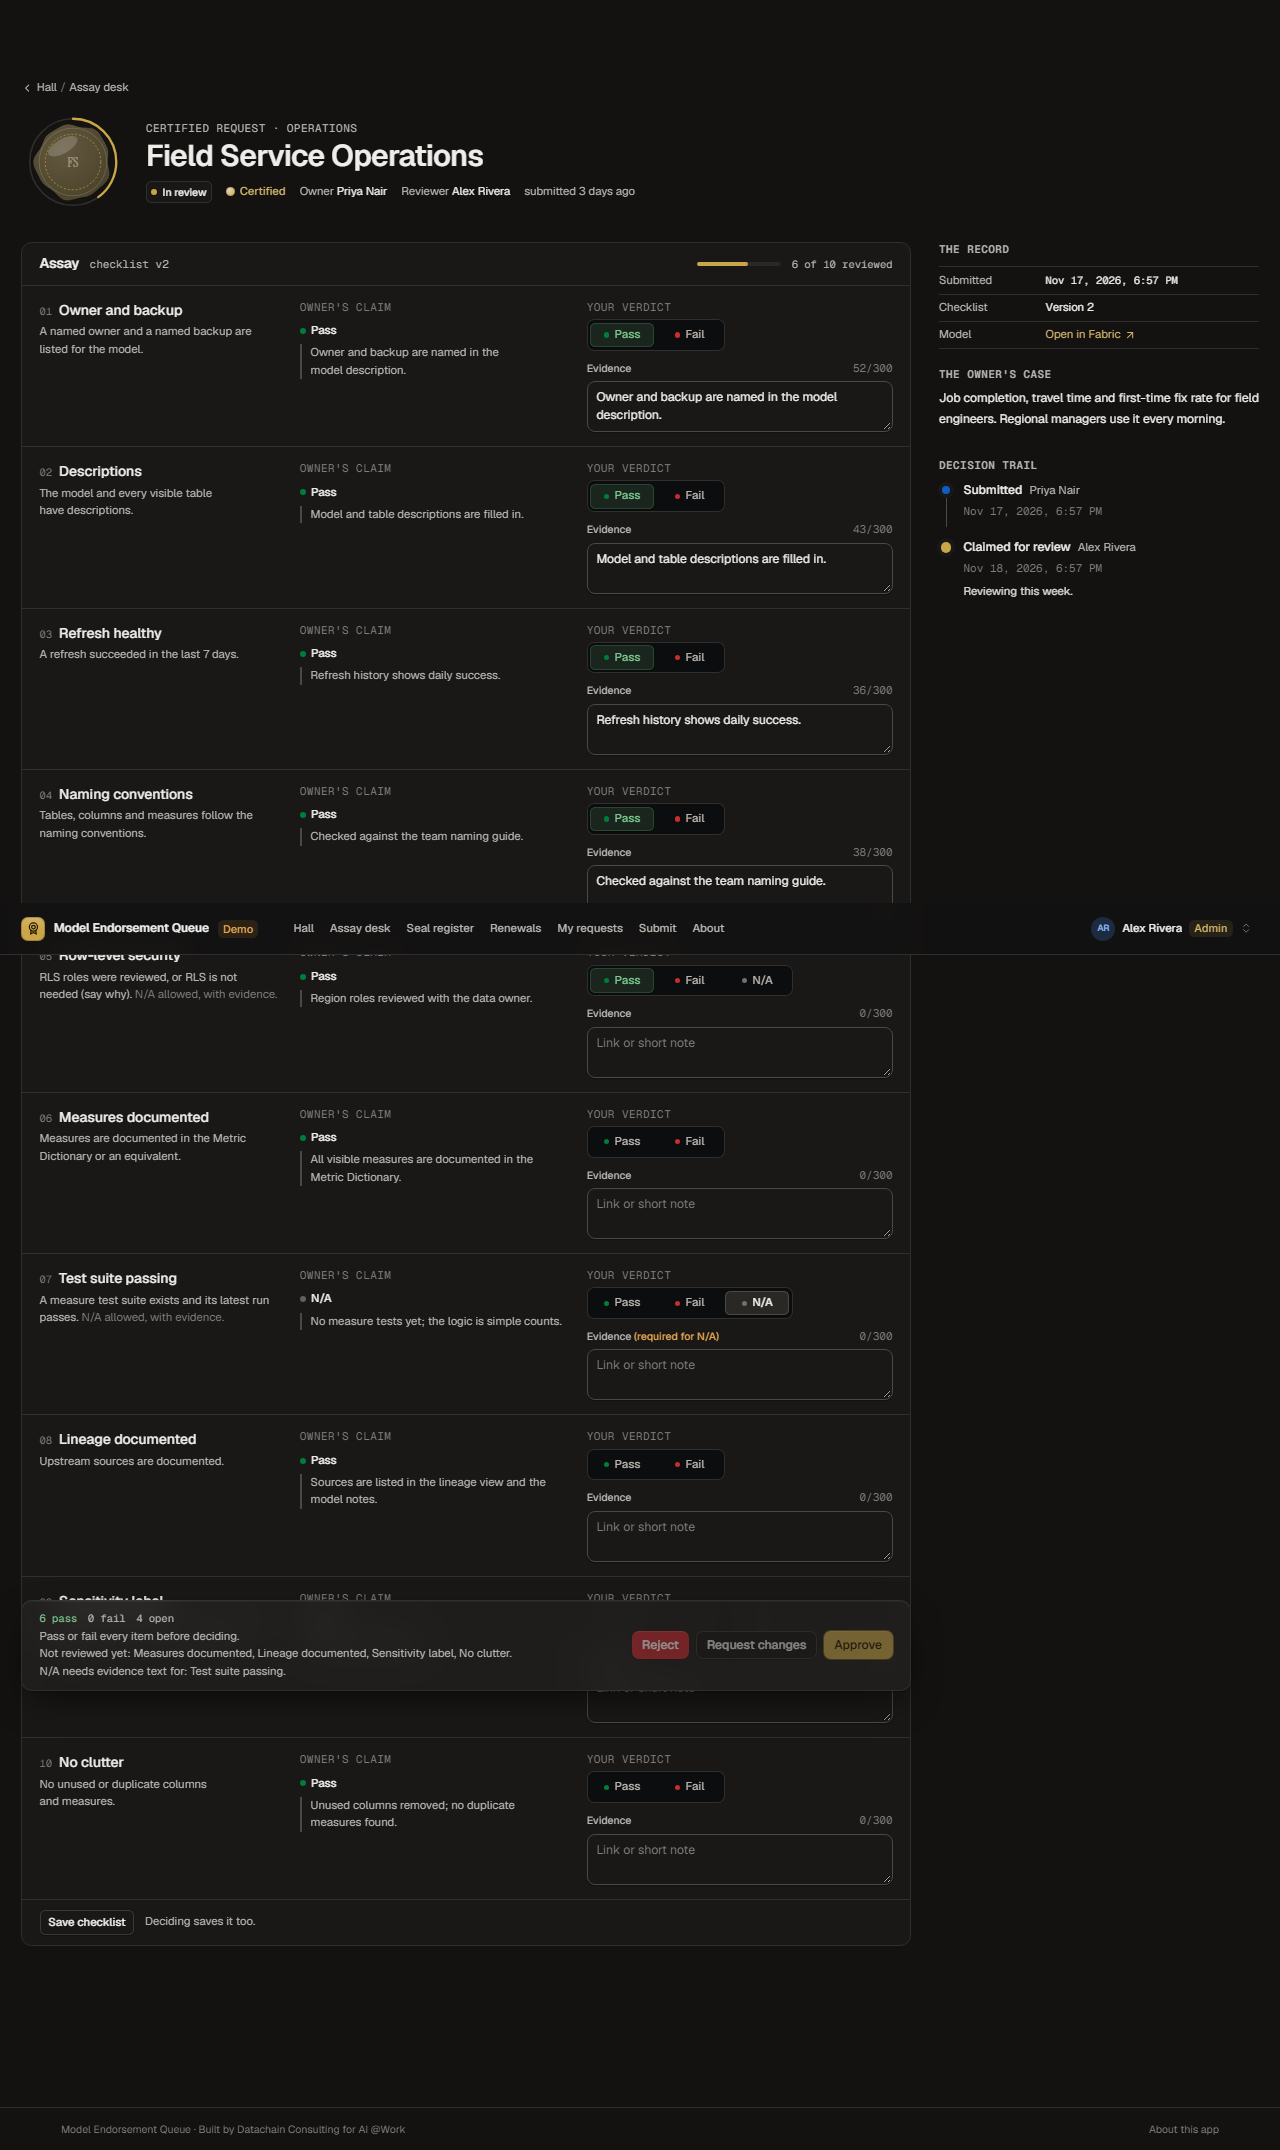 Hall / Assay desk
CERTIFIED REQUEST · OPERATIONS
FS
Field Service Operations
In review
Certified
Owner Priya Nair
Reviewer Alex Rivera
submitted 3 days ago
Assay
checklist v2
6 of 10 reviewed
01 Owner and backup
A named owner and a named backup are
listed for the model.
OWNER'S CLAIM
Pass
Owner and backup are named in the
model description.
YOUR VERDICT
Pass
Fail
Evidence
52/300
Owner and backup are named in the model
description.
02 Descriptions
The model and every visible table
have descriptions.
OWNER'S CLAIM
Pass
Model and table descriptions are filled in.
YOUR VERDICT
Pass
Fail
Evidence
43/300
Model and table descriptions are filled in.
03 Refresh healthy
A refresh succeeded in the last 7 days.
OWNER'S CLAIM
Pass
Refresh history shows daily success.
YOUR VERDICT
Pass
Fail
Evidence
36/300
Refresh history shows daily success.
04 Naming conventions
Tables, columns and measures follow the
naming conventions.
OWNER'S CLAIM
Pass
Checked against the team naming guide.
YOUR VERDICT
Pass
Fail
Evidence
38/300
Checked against the team naming guide.
Model Endorsement Queue
Demo
Hall
Assay desk
Seal register
Renewals
My requests
Submit
About
AR
Alex Rivera
Admin
05 Row-level security
RLS roles were reviewed, or RLS is not
needed (say why). N/A allowed, with evidence.
OWNER'S CLAIM
Pass
Region roles reviewed with the data owner.
YOUR VERDICT
Pass
Fail
N/A
Evidence
0/300
Link or short note
06 Measures documented
Measures are documented in the Metric
Dictionary or an equivalent.
OWNER'S CLAIM
Pass
All visible measures are documented in the
Metric Dictionary.
YOUR VERDICT
Pass
Fail
Evidence
0/300
Link or short note
07 Test suite passing
A measure test suite exists and its latest run
passes. N/A allowed, with evidence.
OWNER'S CLAIM
N/A
No measure tests yet; the logic is simple counts.
YOUR VERDICT
Pass
Fail
N/A
Evidence (required for N/A)
0/300
Link or short note
08 Lineage documented
Upstream sources are documented.
OWNER'S CLAIM
Pass
Sources are listed in the lineage view and the
model notes.
YOUR VERDICT
Pass
Fail
Evidence
0/300
Link or short note
Sensitivity label
OWNER'S CLAIM
YOUR VERDICT
6 pass 0 fail 4 open
Pass or fail every item before deciding.
Not reviewed yet: Measures documented, Lineage documented, Sensitivity label, No clutter.
N/A needs evidence text for: Test suite passing.
Reject
Request changes
Approve
10 No clutter
No unused or duplicate columns
and measures.
OWNER'S CLAIM
Pass
Unused columns removed; no duplicate
measures found.
YOUR VERDICT
Pass
Fail
Evidence
0/300
Link or short note
Save checklist
Deciding saves it too.
THE RECORD
Submitted
Nov 17, 2026, 6:57 PM
Checklist
Version 2
Model
Open in Fabric
THE OWNER'S CASE
Job completion, travel time and first-time fix rate for field
engineers. Regional managers use it every morning.
DECISION TRAIL
Submitted Priya Nair
Nov 17, 2026, 6:57 PM
Claimed for review Alex Rivera
Nov 18, 2026, 6:57 PM
Reviewing this week.
Model Endorsement Queue · Built by Datachain Consulting for AI @Work
About this app